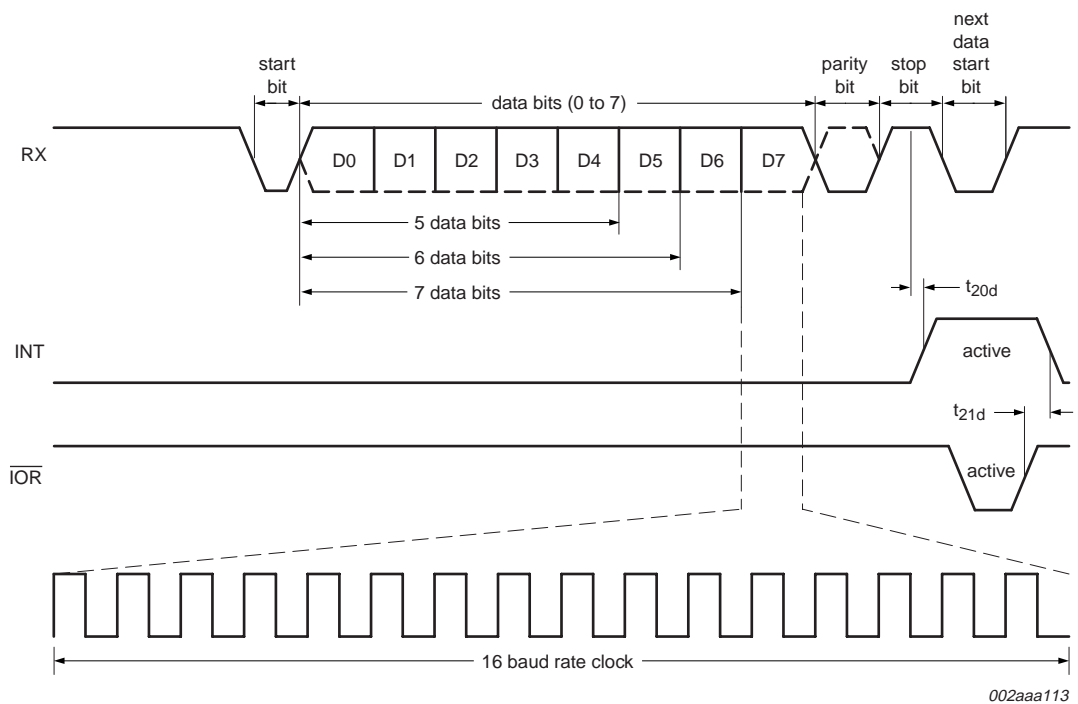 next
data
start
bit
start
bit
parity
bit
stop
bit
data bits (0 to 7)
RX
D0 D1 D2 D3 D4 D5 D6 D7
5 data bits
6 data bits
7 data bits
t20d
INT
active
t21d
IOR
active
16 baud rate clock
002aaa113